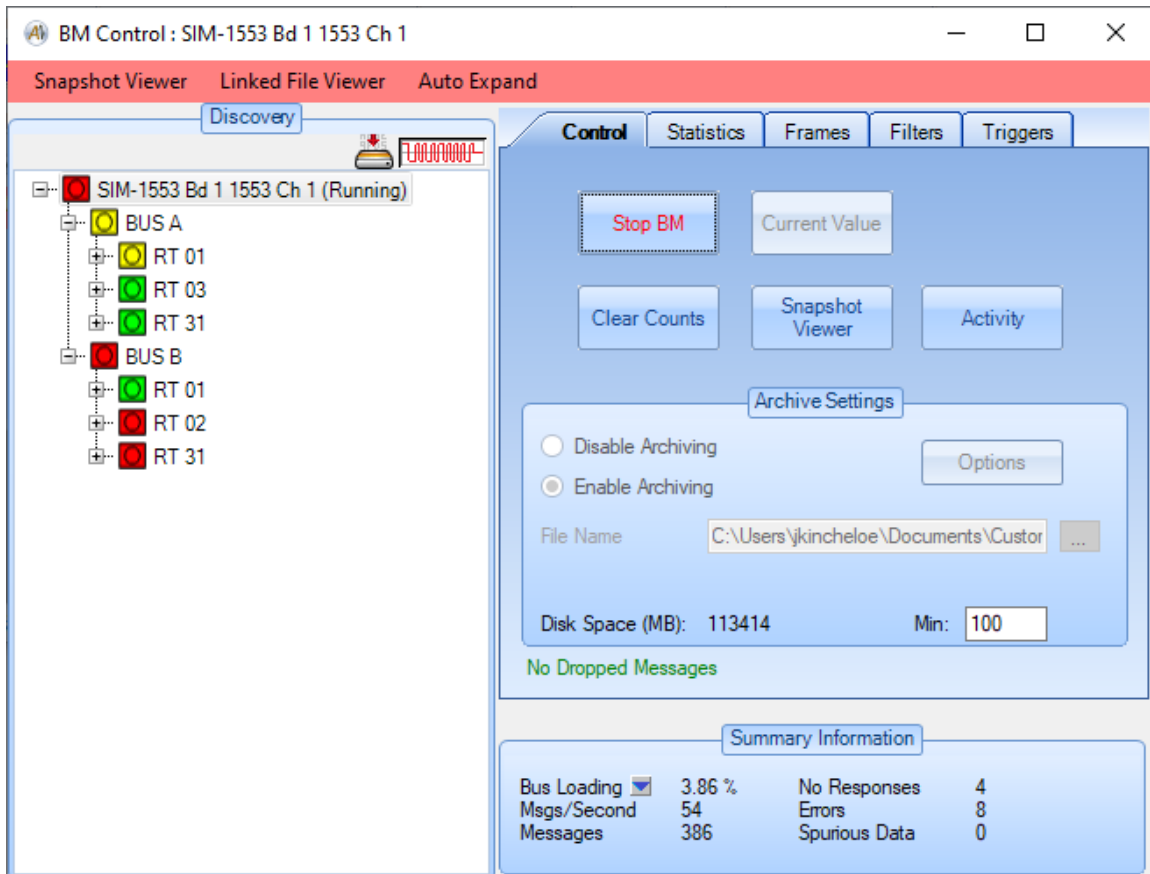 BM Control : SIM-1553 Bd 1 1553 Ch 1
Snapshot Viewer Linked File Viewer Auto Expand
Discovery
SIM-1553 Bd 1 1553 Ch 1 (Running)
BUS A
RT 01
RT 03
RT 31
BUS B
RT 01
RT 02
RT 31
Control Statistics Frames Filters Triggers
Stop BM Current Value
Clear Counts Snapshot Viewer Activity
Archive Settings
Disable Archiving
Enable Archiving
Options
File Name C:\Users\jkincheloe\Documents\Custor ...
Disk Space (MB): 113414 Min: 100
No Dropped Messages
Summary Information
Bus Loading 3.86 % No Responses 4
Msgs/Second 54 Errors 8
Messages 386 Spurious Data 0